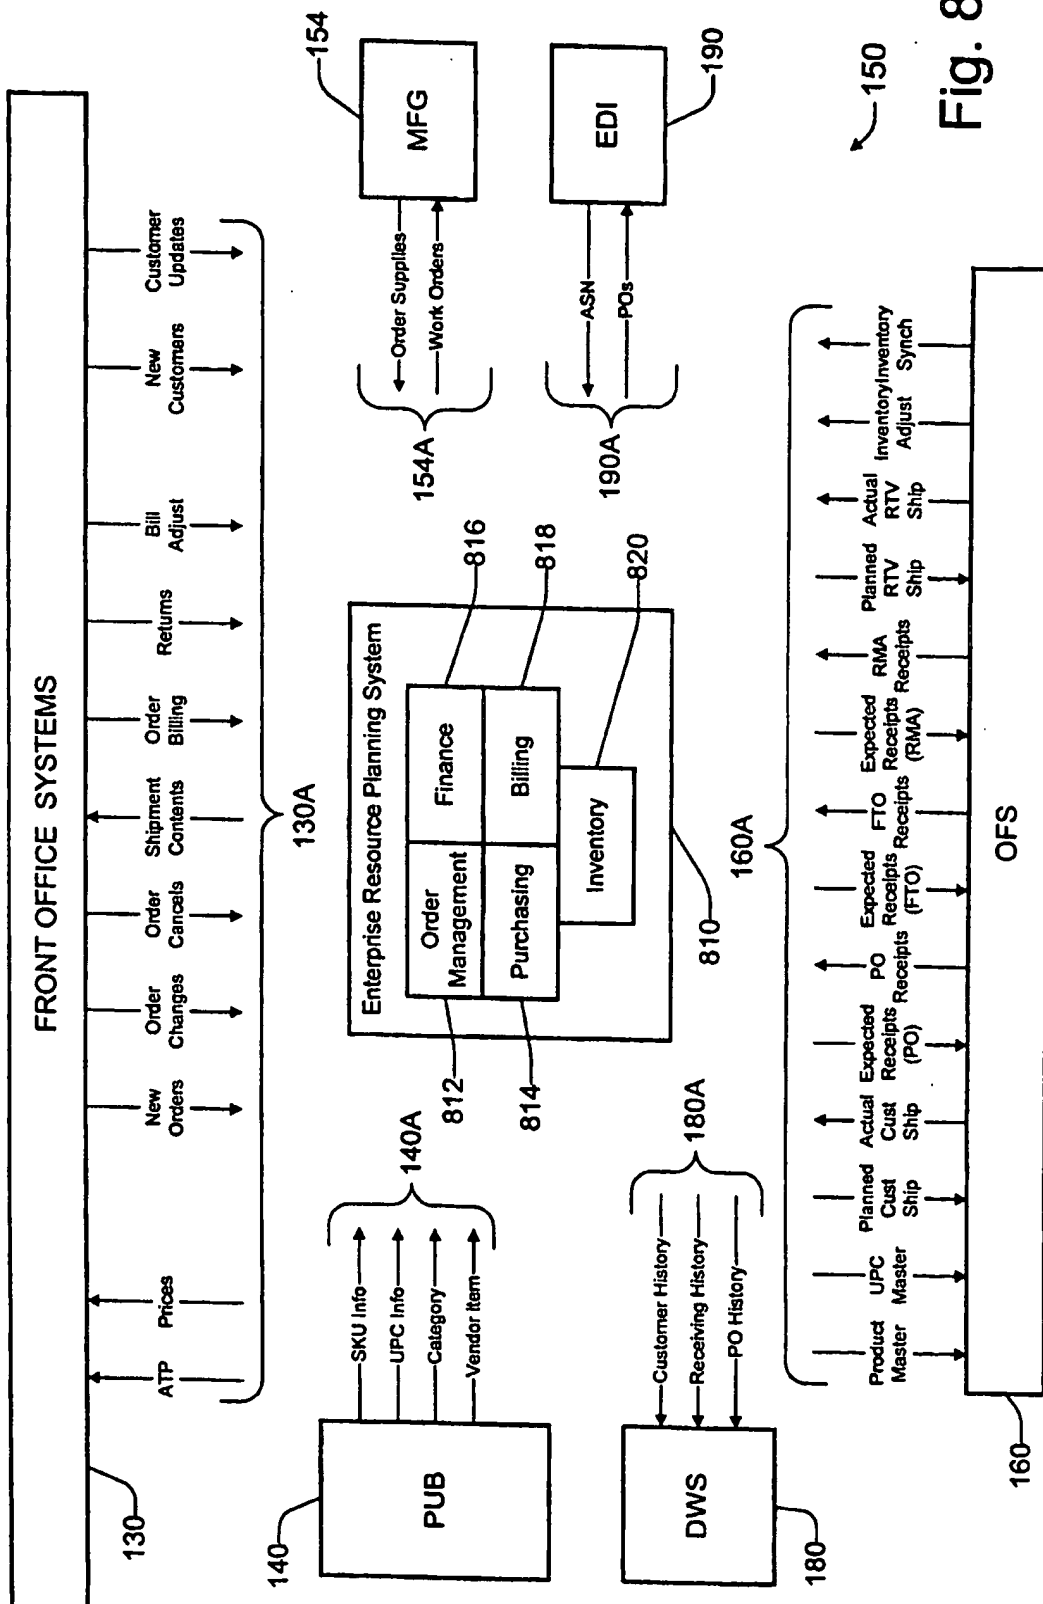 FRONT OFFICE SYSTEMS
130
ATP
Prices
New
Orders
Order
Changes
Order
Cancels
Shipment
Contents
Order
Billing
Returns
Bill
Adjust
New
Customers
Customer
Updates
130A
140
PUB
SKU Info
UPC Info
Category
Vendor Item
140A
Enterprise Resource Planning System
Order
Management
Finance
Purchasing
Billing
Inventory
812
814
816
818
820
810
154
MFG
Order Supplies
Work Orders
154A
190
EDI
ASN
POs
190A
180
DWS
Customer History
Receiving History
PO History
180A
160A
Product
Master
UPC
Master
Planned
Cust
Ship
Actual
Cust
Ship
Expected
Receipts
(PO)
PO
Receipts
Expected
Receipts
(FTO)
FTO
Receipts
Expected
Receipts
(RMA)
RMA
Receipts
Planned
RTV
Ship
Actual
RTV
Ship
Inventory
Adjust
Inventory
Synch
OFS
160
150
Fig. 8